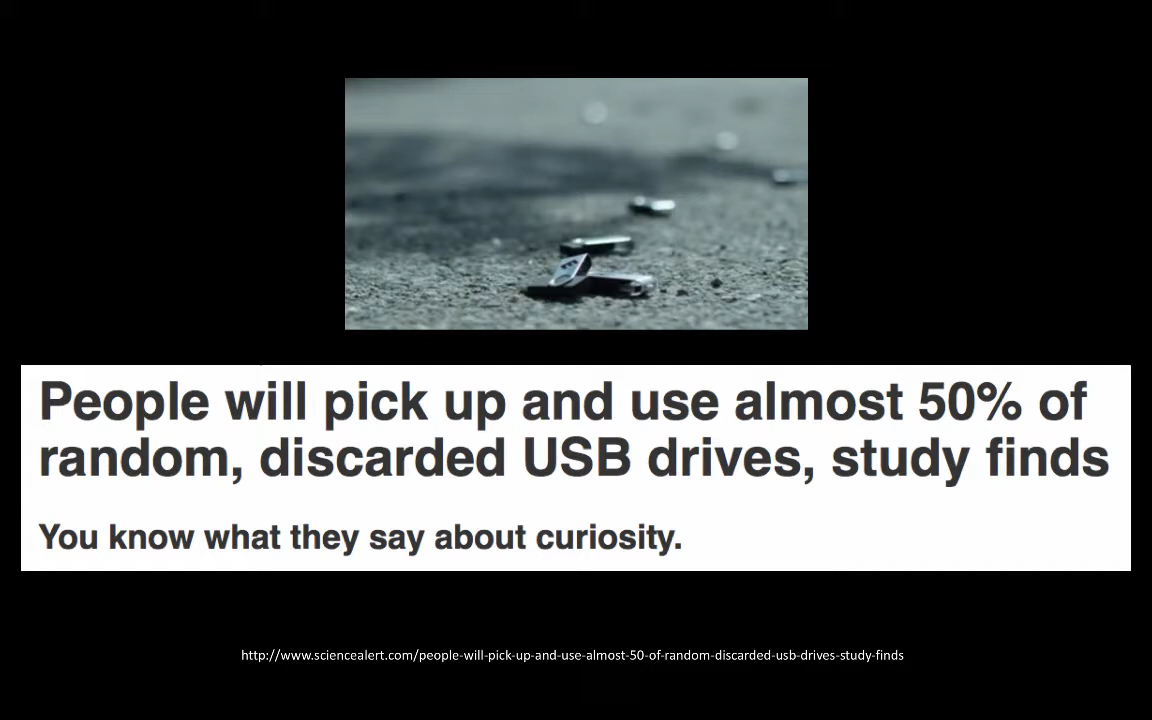 People will pick up and use almost 50% of
random, discarded USB drives, study finds
You know what they say about curiosity.
http://www.sciencealert.com/people-will-pick-up-and-use-almost-50-of-random-discarded-usb-drives-study-finds